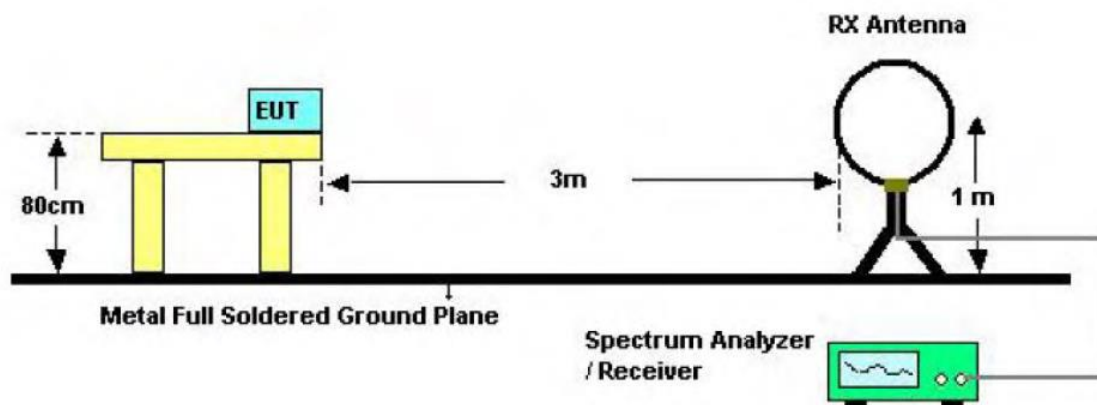 RX Antenna
EUT
3m
80cm
1 m
Metal Full Soldered Ground Plane
Spectrum Analyzer
/ Receiver